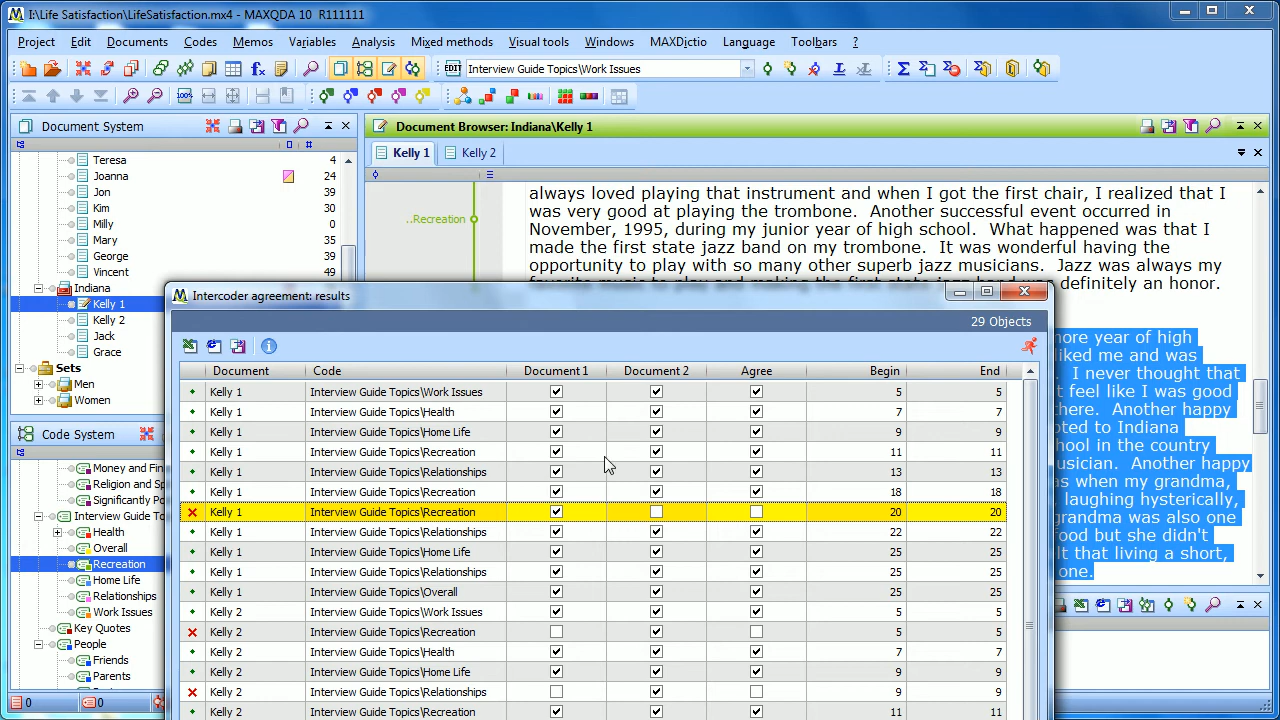 I:\Life Satisfaction\LifeSatisfaction.mx4 - MAXQDA 10  R111111
Project Edit Documents Codes Memos Variables Analysis Mixed methods Visual tools Windows MAXDictio Language Toolbars ?
EDIT Interview Guide Topics\Work Issues
100%
Document System
Document Browser: Indiana\Kelly 1
Kelly 1 Kelly 2
Teresa 4
Joanna 24
Jon 39
Kim 30
Milly 0
Mary 35
George 39
Vincent 49
Indiana
Kelly 1
Kelly 2
Jack
Grace
Sets
Men
Women
..Recreation
always loved playing that instrument and when I got the first chair, I realized that I
was very good at playing the trombone.  Another successful event occurred in
November, 1995, during my junior year of high school.  What happened was that I
made the first state jazz band on my trombone.  It was wonderful having the
opportunity to play with so many other superb jazz musicians.  Jazz was always my
definitely an honor.
more year of high
liked me and was
. I never thought that
t feel like I was good
there. Another happy
pted to Indiana
hool in the country
usician. Another happy
as when my grandma,
, laughing hysterically,
grandma was also one
food but she didn't
lt that living a short,
one.
Code System
Money and Fin
Religion and Sp
Significantly Po
Interview Guide To
Health
Overall
Recreation
Home Life
Relationships
Work Issues
Key Quotes
People
Friends
Parents
0 0
Intercoder agreement: results
29 Objects
Document Code Document 1 Document 2 Agree Begin End
Kelly 1 Interview Guide Topics\Work Issues 5 5
Kelly 1 Interview Guide Topics\Health 7 7
Kelly 1 Interview Guide Topics\Home Life 9 9
Kelly 1 Interview Guide Topics\Recreation 11 11
Kelly 1 Interview Guide Topics\Relationships 13 13
Kelly 1 Interview Guide Topics\Recreation 18 18
Kelly 1 Interview Guide Topics\Recreation 20 20
Kelly 1 Interview Guide Topics\Relationships 22 22
Kelly 1 Interview Guide Topics\Home Life 25 25
Kelly 1 Interview Guide Topics\Relationships 25 25
Kelly 1 Interview Guide Topics\Overall 25 25
Kelly 2 Interview Guide Topics\Work Issues 5 5
Kelly 2 Interview Guide Topics\Recreation 5 5
Kelly 2 Interview Guide Topics\Health 7 7
Kelly 2 Interview Guide Topics\Home Life 9 9
Kelly 2 Interview Guide Topics\Relationships 9 9
Kelly 2 Interview Guide Topics\Recreation 11 11